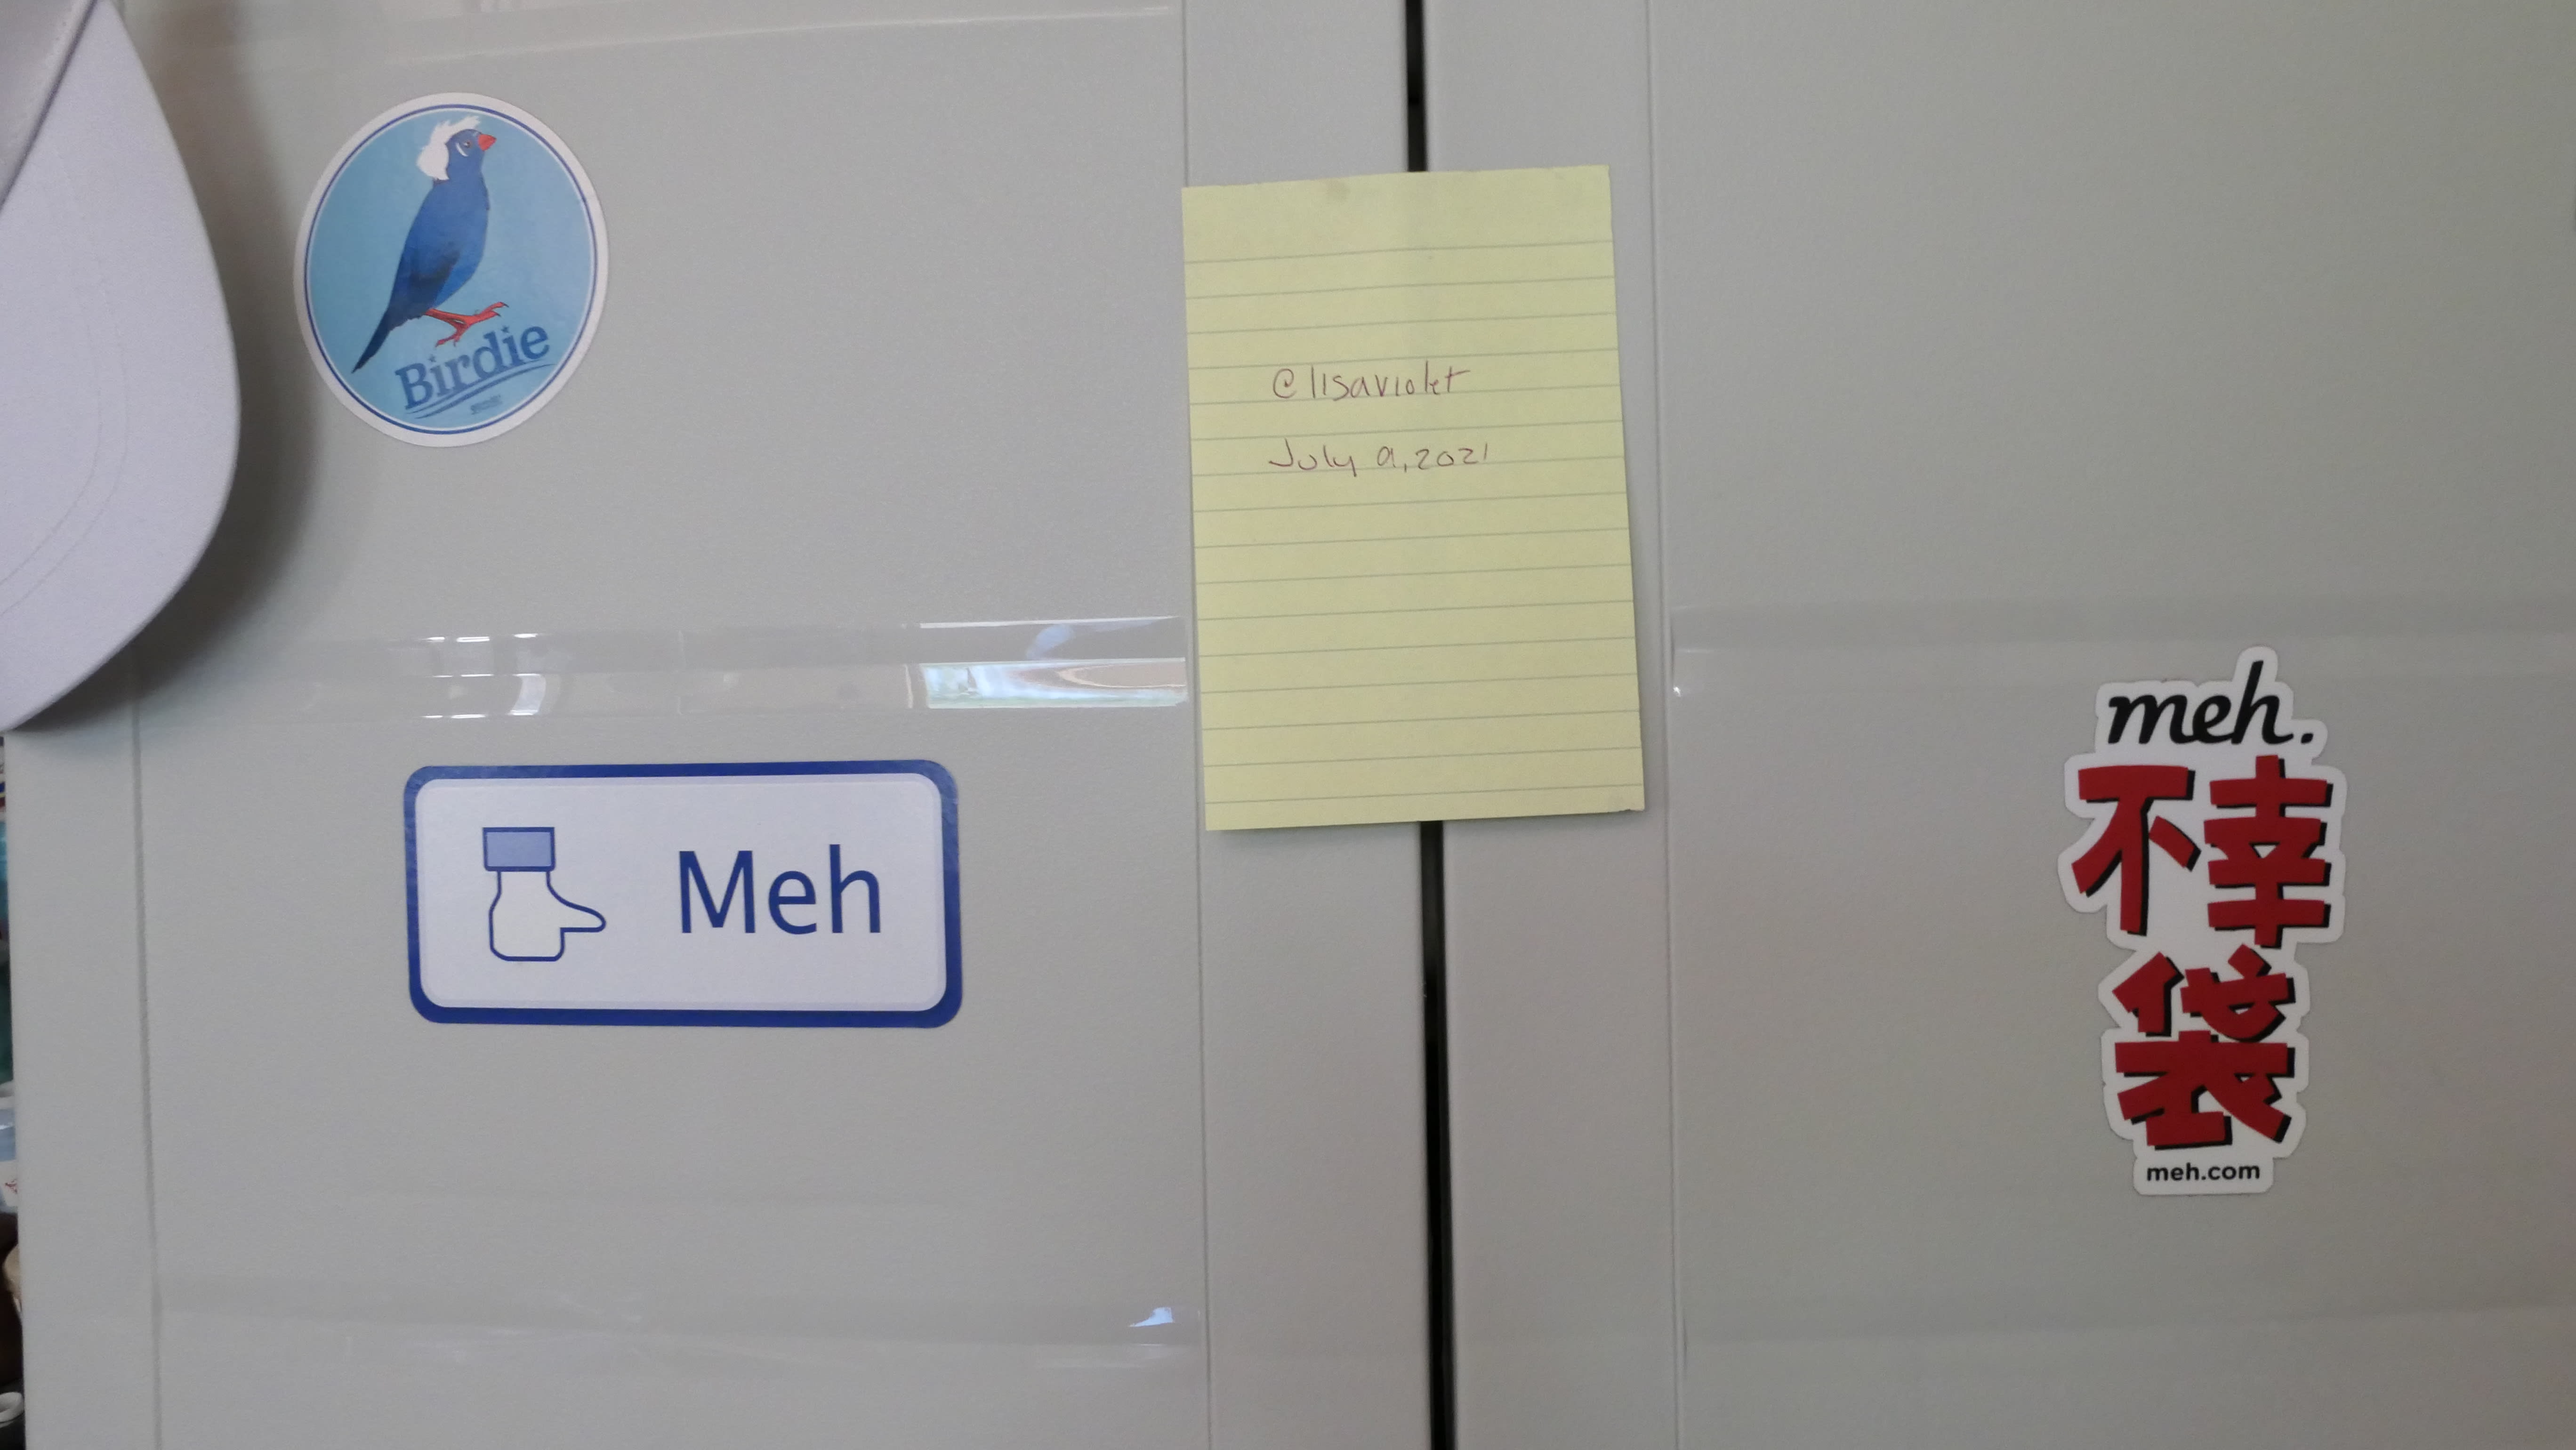 Birdie
@lisaviolet
July 9, 2021
Meh
meh.
不幸
袋
meh.com